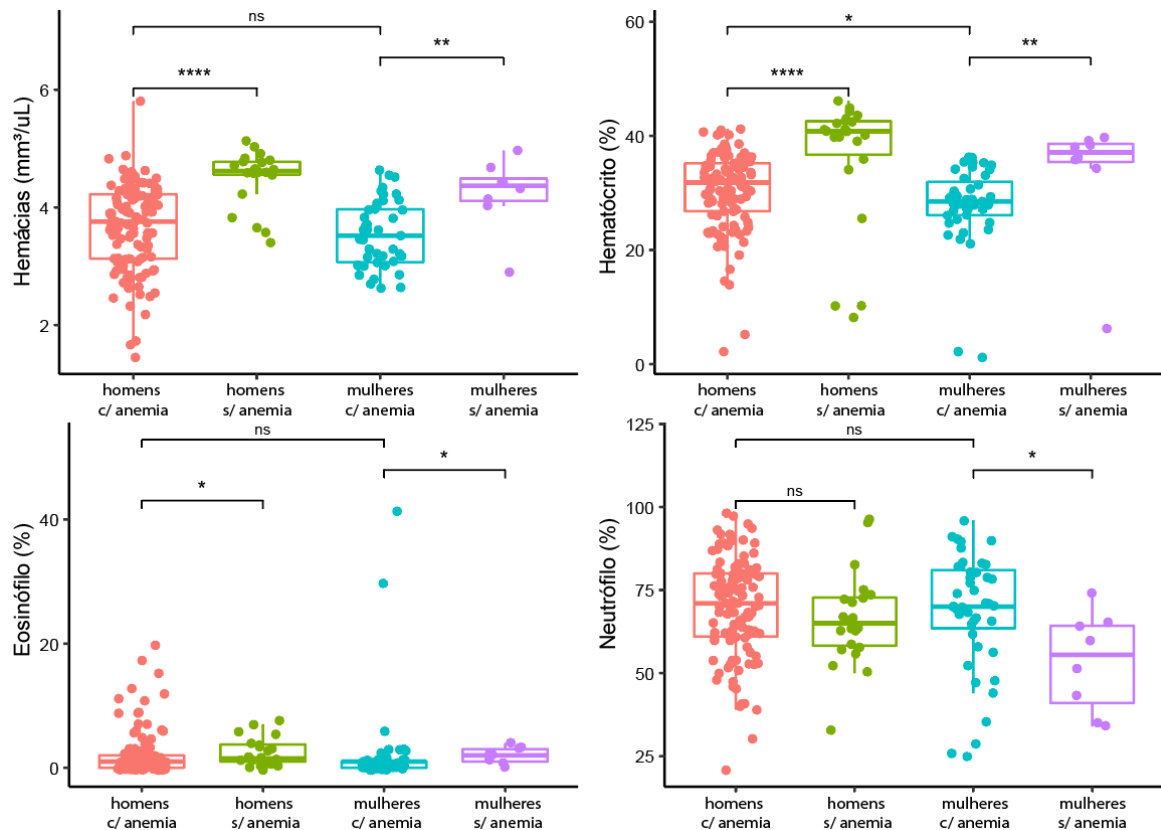 ns
**
****
6
4
2
Hemácias (mm³/uL)
homens
c/ anemia
homens
s/ anemia
mulheres
c/ anemia
mulheres
s/ anemia
*
**
****
60
40
20
0
Hematócrito (%)
homens
c/ anemia
homens
s/ anemia
mulheres
c/ anemia
mulheres
s/ anemia
ns
*
*
40
20
0
Eosinófilo (%)
homens
c/ anemia
homens
s/ anemia
mulheres
c/ anemia
mulheres
s/ anemia
ns
*
ns
125
100
75
50
25
Neutrófilo (%)
homens
c/ anemia
homens
s/ anemia
mulheres
c/ anemia
mulheres
s/ anemia